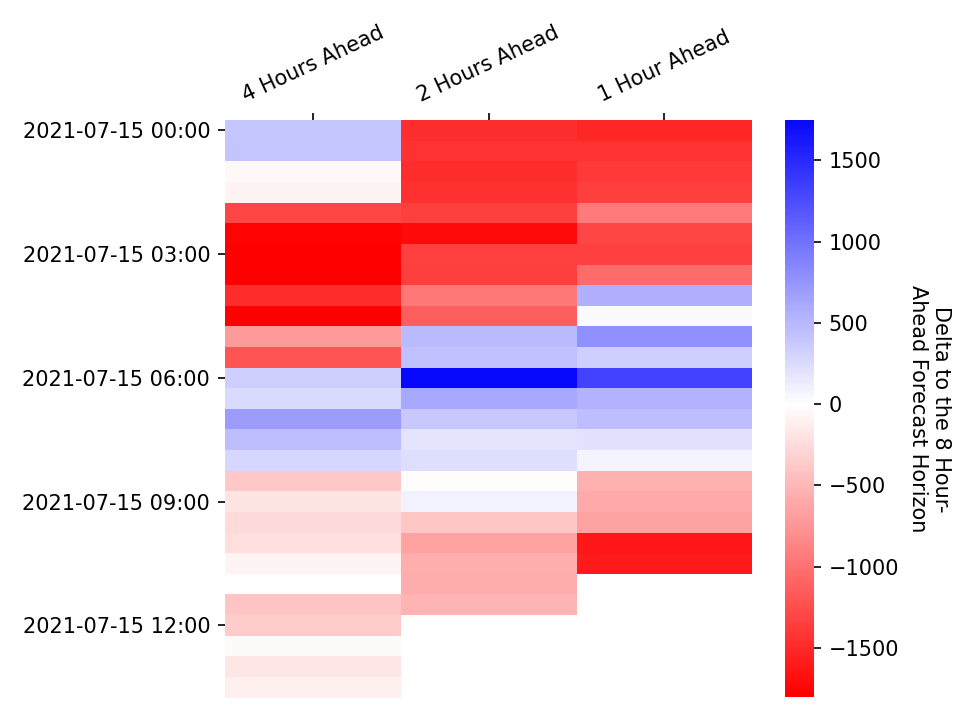 4 Hours Ahead
2 Hours Ahead
1 Hour Ahead
2021-07-15 00:00
2021-07-15 03:00
2021-07-15 06:00
2021-07-15 09:00
2021-07-15 12:00
1500
1000
500
0
−500
−1000
−1500
Delta to the 8 Hour-
Ahead Forecast Horizon